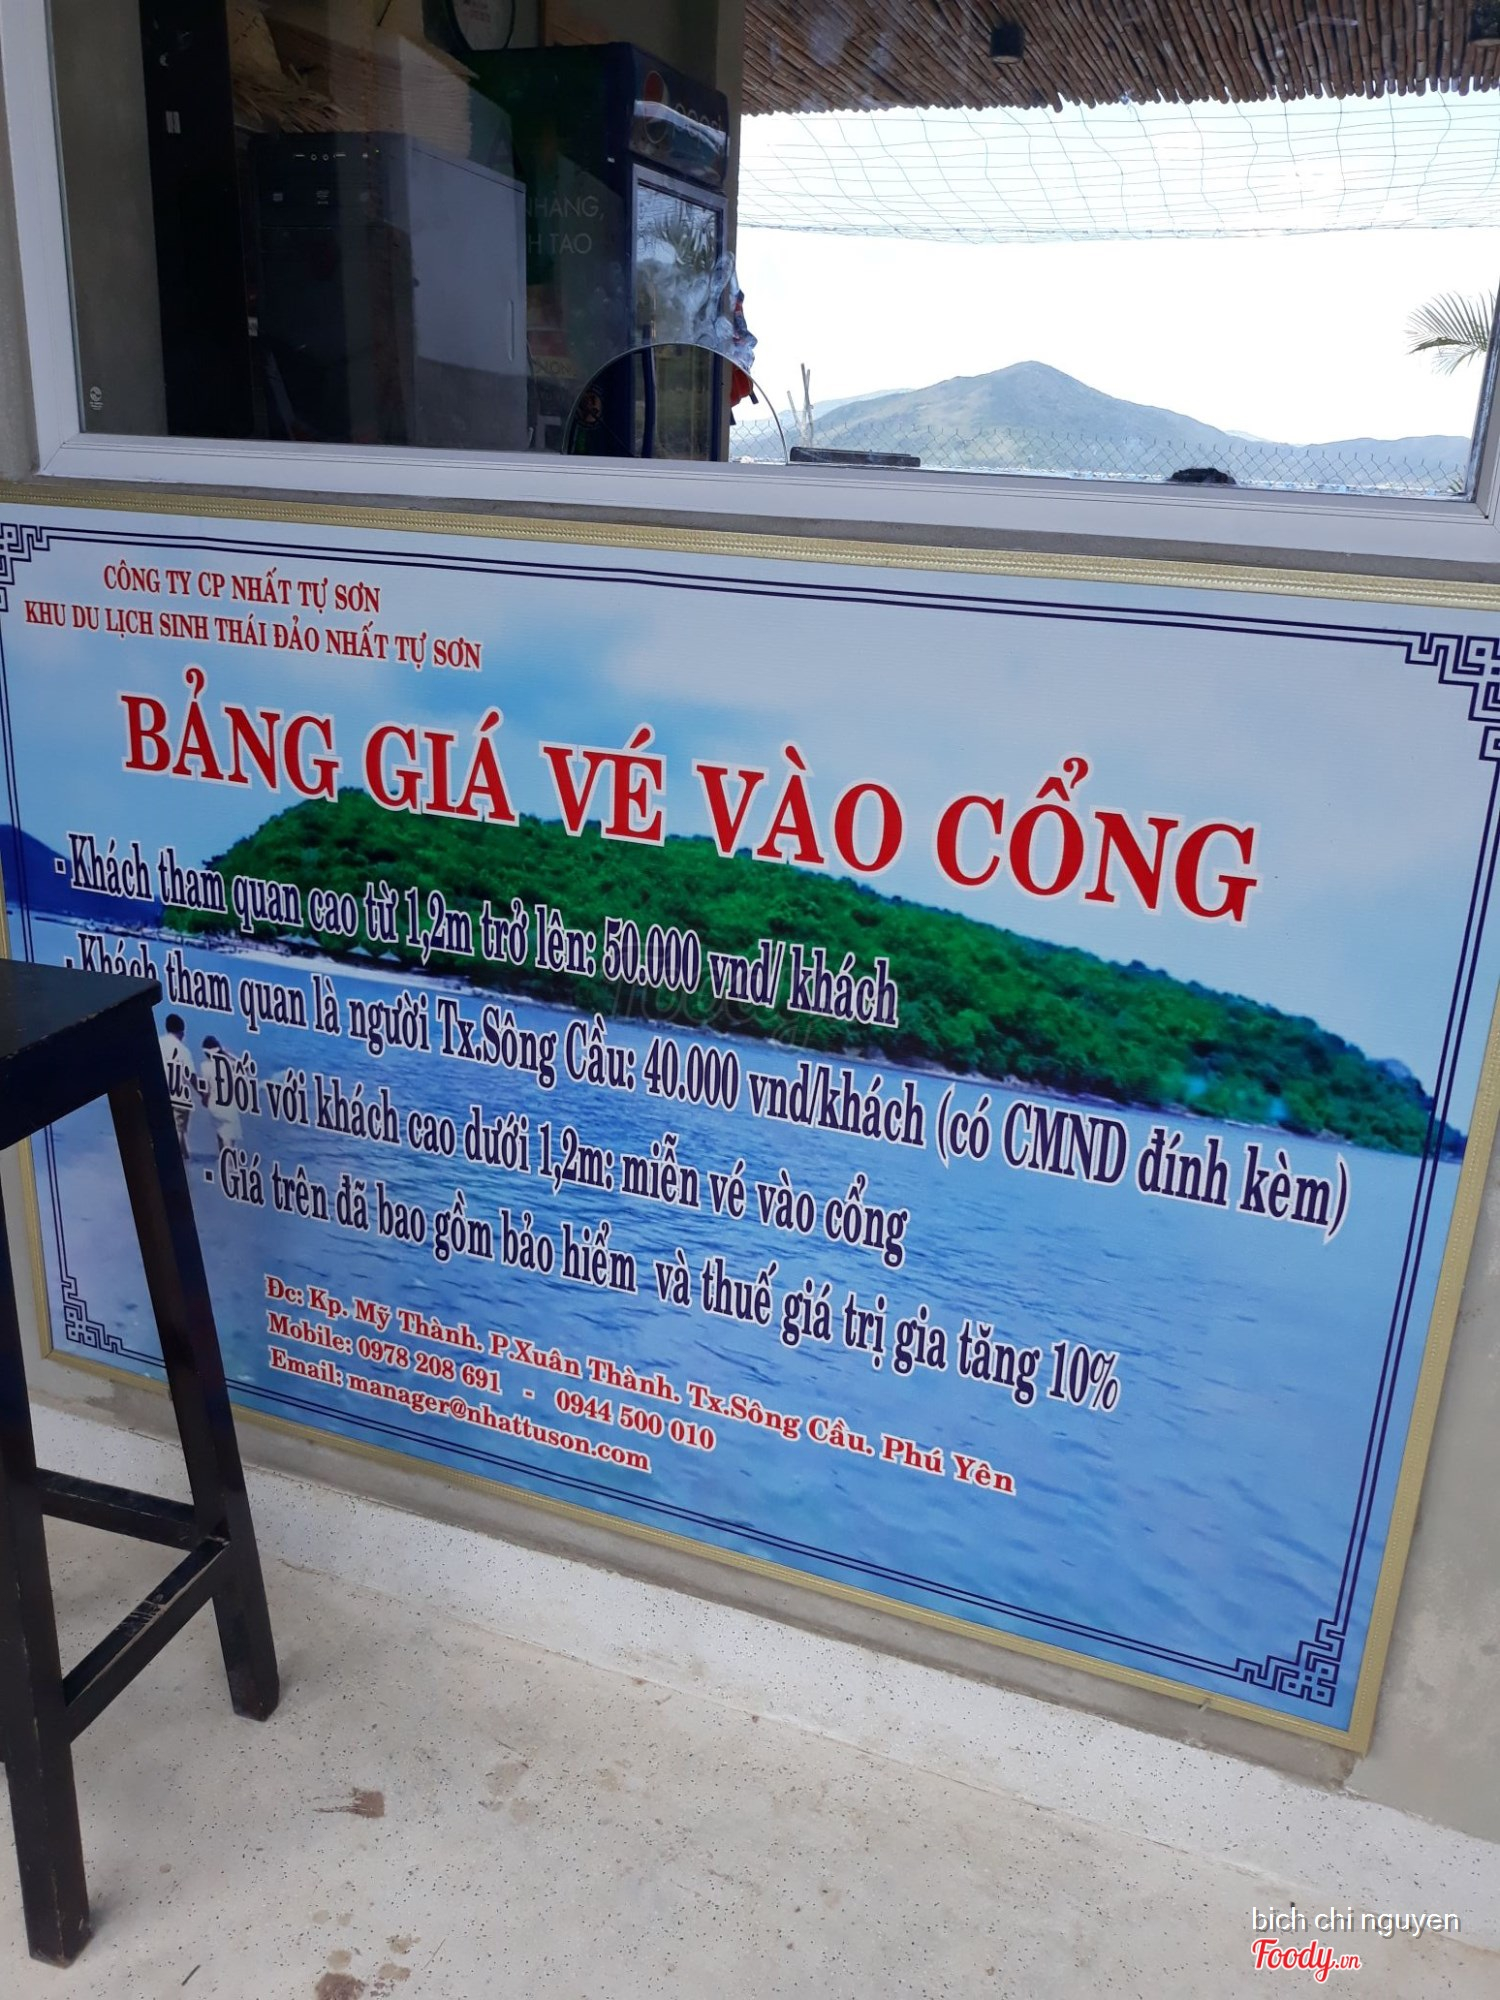 NHANG,
H TAO
CÔNG TY CP NHẤT TỰ SƠN
KHU DU LỊCH SINH THÁI ĐẢO NHẤT TỰ SƠN
BẢNG GIÁ VÉ VÀO CỔNG
- Khách tham quan cao từ 1,2m trở lên: 50.000 vnd/ khách
- Khách tham quan là người Tx.Sông Cầu: 40.000 vnd/khách (có CMND đính kèm)
ú: - Đối với khách cao dưới 1,2m: miễn vé vào cổng
- Giá trên đã bao gồm bảo hiểm và thuế giá trị gia tăng 10%
Đc: Kp. Mỹ Thành. P.Xuân Thành. Tx.Sông Cầu. Phú Yên
Mobile: 0978 208 691 - 0944 500 010
Email: manager@nhattuson.com
bich chi nguyen
Foody.vn